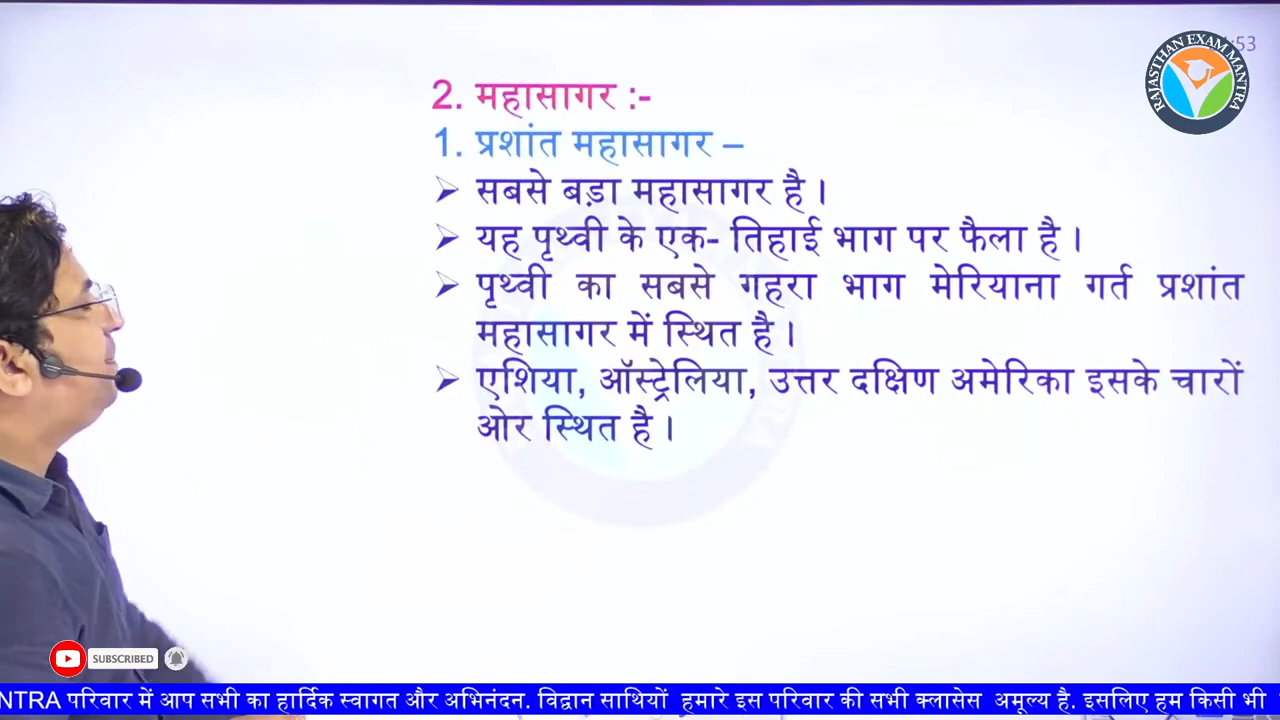 2. महासागर :-
1. प्रशांत महासागर –
➢ सबसे बड़ा महासागर है ।
➢ यह पृथ्वी के एक- तिहाई भाग पर फैला है ।
➢ पृथ्वी का सबसे गहरा भाग मेरियाना गर्त प्रशांत
महासागर में स्थित है ।
➢ एशिया, ऑस्ट्रेलिया, उत्तर दक्षिण अमेरिका इसके चारों
ओर स्थित है ।
RAJASTHAN EXAM MANTRA
:53
SUBSCRIBED
NTRA परिवार में आप सभी का हार्दिक स्वागत और अभिनंदन. विद्वान साथियों हमारे इस परिवार की सभी क्लासेस अमूल्य है. इसलिए हम किसी भी